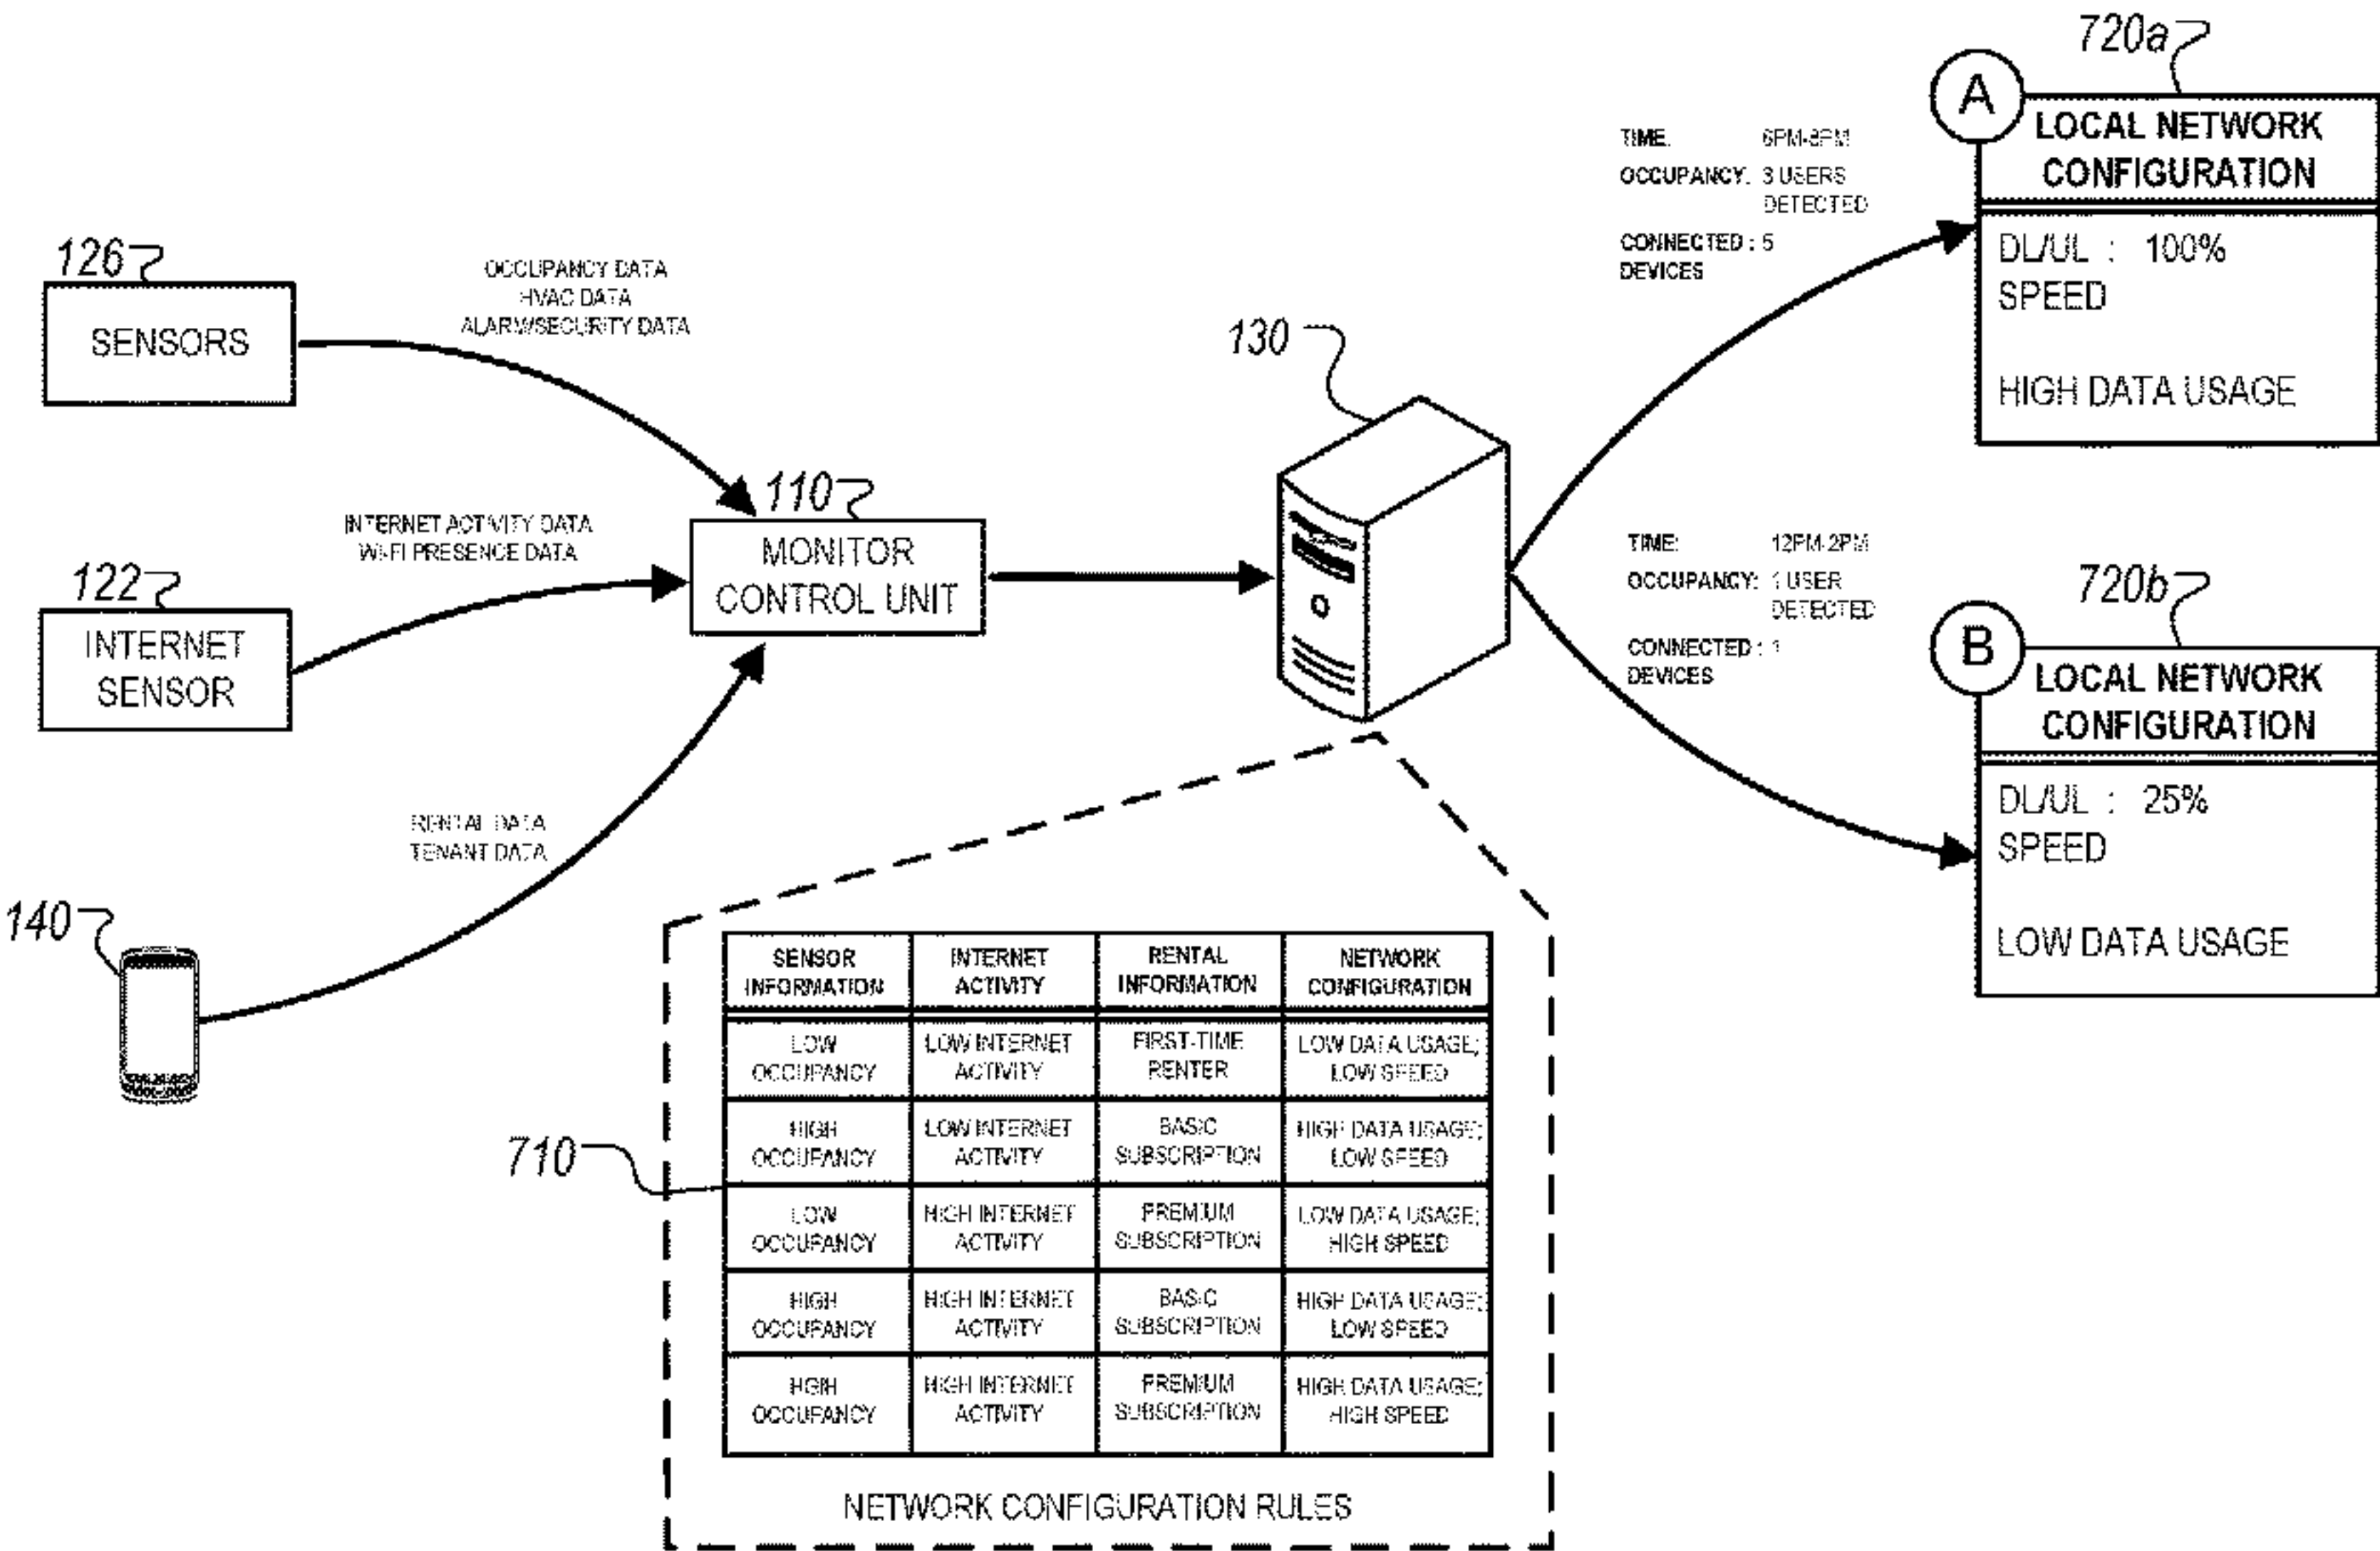 720a
A
LOCAL NETWORK
CONFIGURATION
TIME. 6PM-8PM
OCCUPANCY. 3 USERS
DETECTED
CONNECTED : 5
DEVICES
DL/UL : 100%
SPEED
HIGH DATA USAGE
126
SENSORS
OCCUPANCY DATA
HVAC DATA
ALARM/SECURITY DATA
130
110
MONITOR
CONTROL UNIT
INTERNET ACTIVITY DATA
WI-FI PRESENCE DATA
122
INTERNET
SENSOR
TIME: 12PM-2PM
OCCUPANCY: 1 USER
DETECTED
CONNECTED : 1
DEVICES
720b
B
LOCAL NETWORK
CONFIGURATION
DL/UL : 25%
SPEED
LOW DATA USAGE
RENTAL DATA
TENANT DATA
140
710
SENSOR INTERNET RENTAL NETWORK
INFORMATION ACTIVITY INFORMATION CONFIGURATION
LOW LOW INTERNET FIRST-TIME LOW DATA USAGE;
OCCUPANCY ACTIVITY RENTER LOW SPEED
HIGH LOW INTERNET BASIC HIGH DATA USAGE;
OCCUPANCY ACTIVITY SUBSCRIPTION LOW SPEED
LOW HIGH INTERNET PREMIUM LOW DATA USAGE;
OCCUPANCY ACTIVITY SUBSCRIPTION HIGH SPEED
HIGH HIGH INTERNET BASIC HIGH DATA USAGE;
OCCUPANCY ACTIVITY SUBSCRIPTION LOW SPEED
HGIH HIGH INTERNET PREMIUM HIGH DATA USAGE;
OCCUPANCY ACTIVITY SUBSCRIPTION HIGH SPEED
NETWORK CONFIGURATION RULES